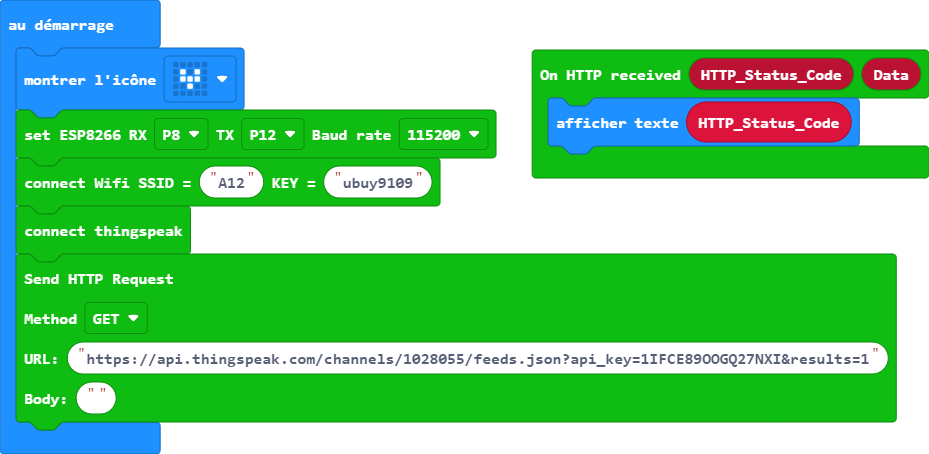 au démarrage
montrer l'icône
set ESP8266 RX P8 TX P12 Baud rate 115200
connect Wifi SSID = "A12" KEY = "ubuy9109"
connect thingspeak
Send HTTP Request
Method GET
URL: "https://api.thingspeak.com/channels/1028055/feeds.json?api_key=1IFCE89OOGQ27NXI&results=1"
Body: ""
On HTTP received HTTP_Status_Code Data
afficher texte HTTP_Status_Code